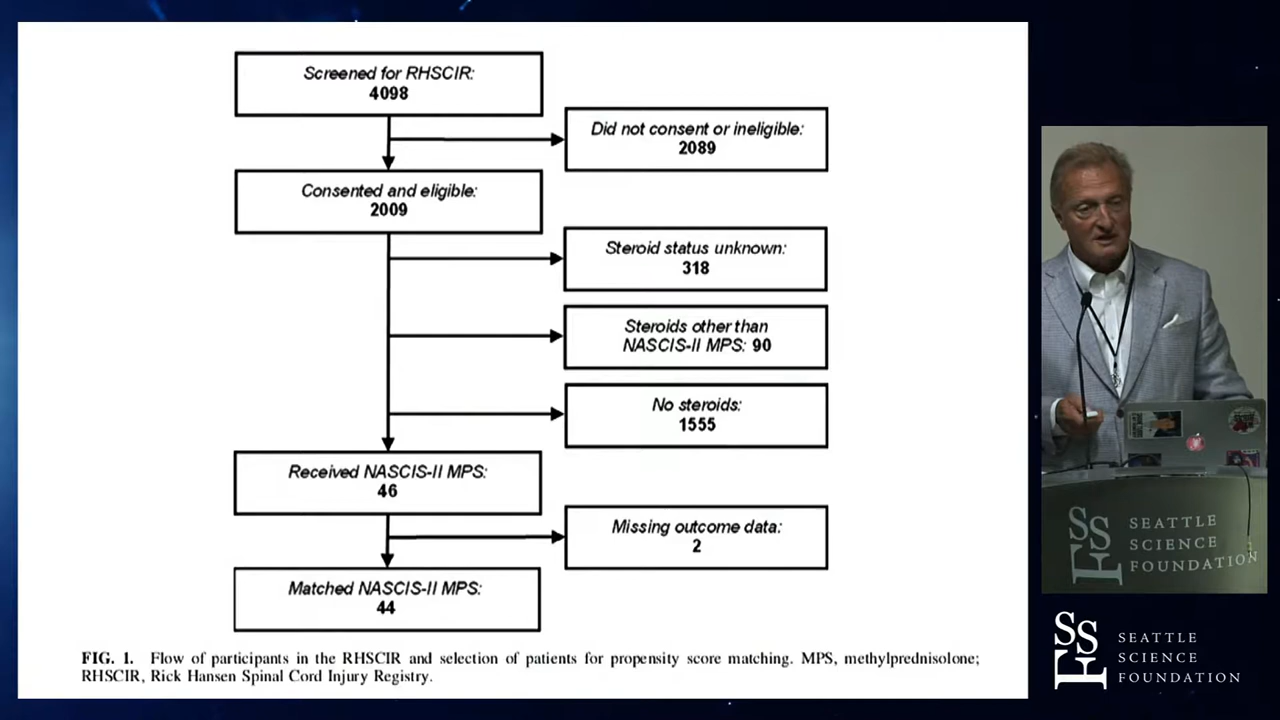 Screened for RHSCIR:
4098
Did not consent or ineligible:
2089
Consented and eligible:
2009
Steroid status unknown:
318
Steroids other than
NASCIS-II MPS: 90
No steroids:
1555
Received NASCIS-II MPS:
46
Missing outcome data:
2
Matched NASCIS-II MPS:
44
FIG. 1. Flow of participants in the RHSCIR and selection of patients for propensity score matching. MPS, methylprednisolone;
RHSCIR, Rick Hansen Spinal Cord Injury Registry.
SSF
SEATTLE
SCIENCE
FOUNDATION
SSF
SEATTLE
SCIENCE
FOUNDATION